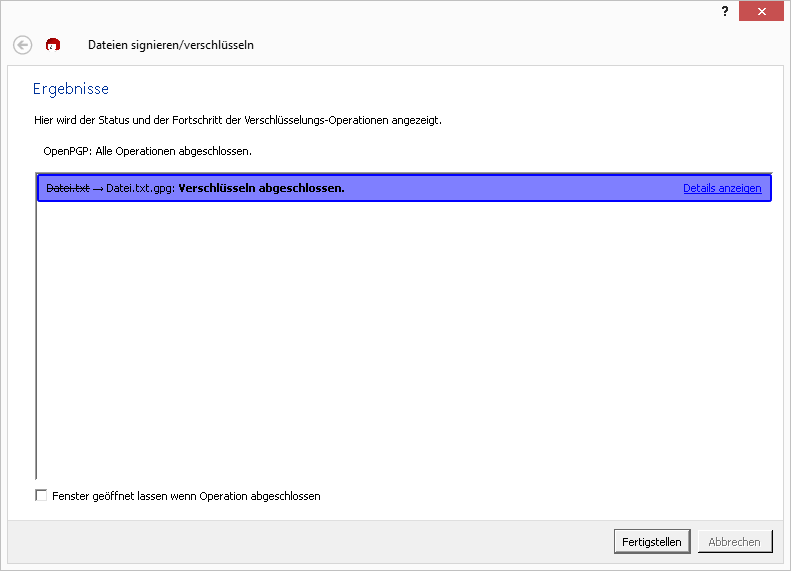 ?
Dateien signieren/verschlüsseln
Ergebnisse
Hier wird der Status und der Fortschritt der Verschlüsselungs-Operationen angezeigt.
OpenPGP: Alle Operationen abgeschlossen.
Datei.txt → Datei.txt.gpg: Verschlüsseln abgeschlossen. Details anzeigen
Fenster geöffnet lassen wenn Operation abgeschlossen
Fertigstellen Abbrechen